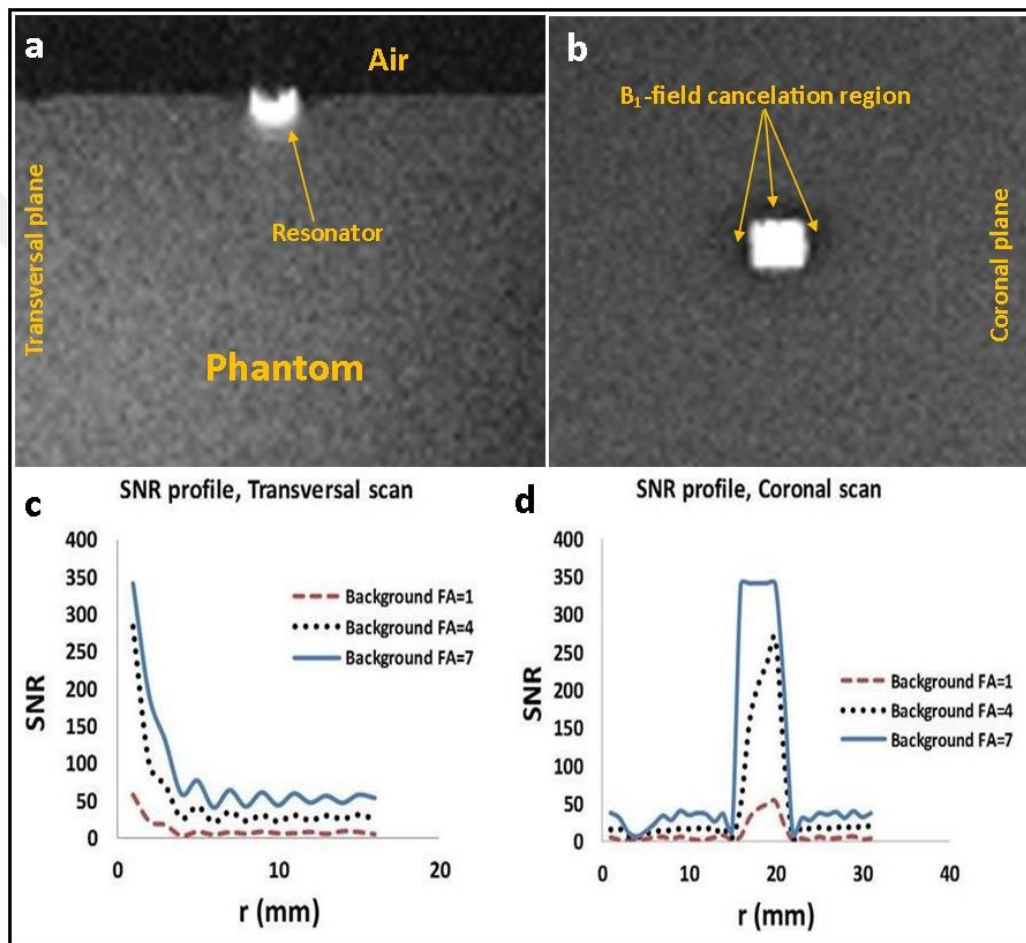 a
Air
Resonator
Transversal plane
Phantom
b
B₁-field cancelation region
Coronal plane
c
SNR profile, Transversal scan
400
350
300
250
200
150
100
50
0
SNR
Background FA=1
Background FA=4
Background FA=7
0
10
20
r (mm)
d
SNR profile, Coronal scan
400
350
300
250
200
150
100
50
0
SNR
Background FA=1
Background FA=4
Background FA=7
0
10
20
30
40
r (mm)